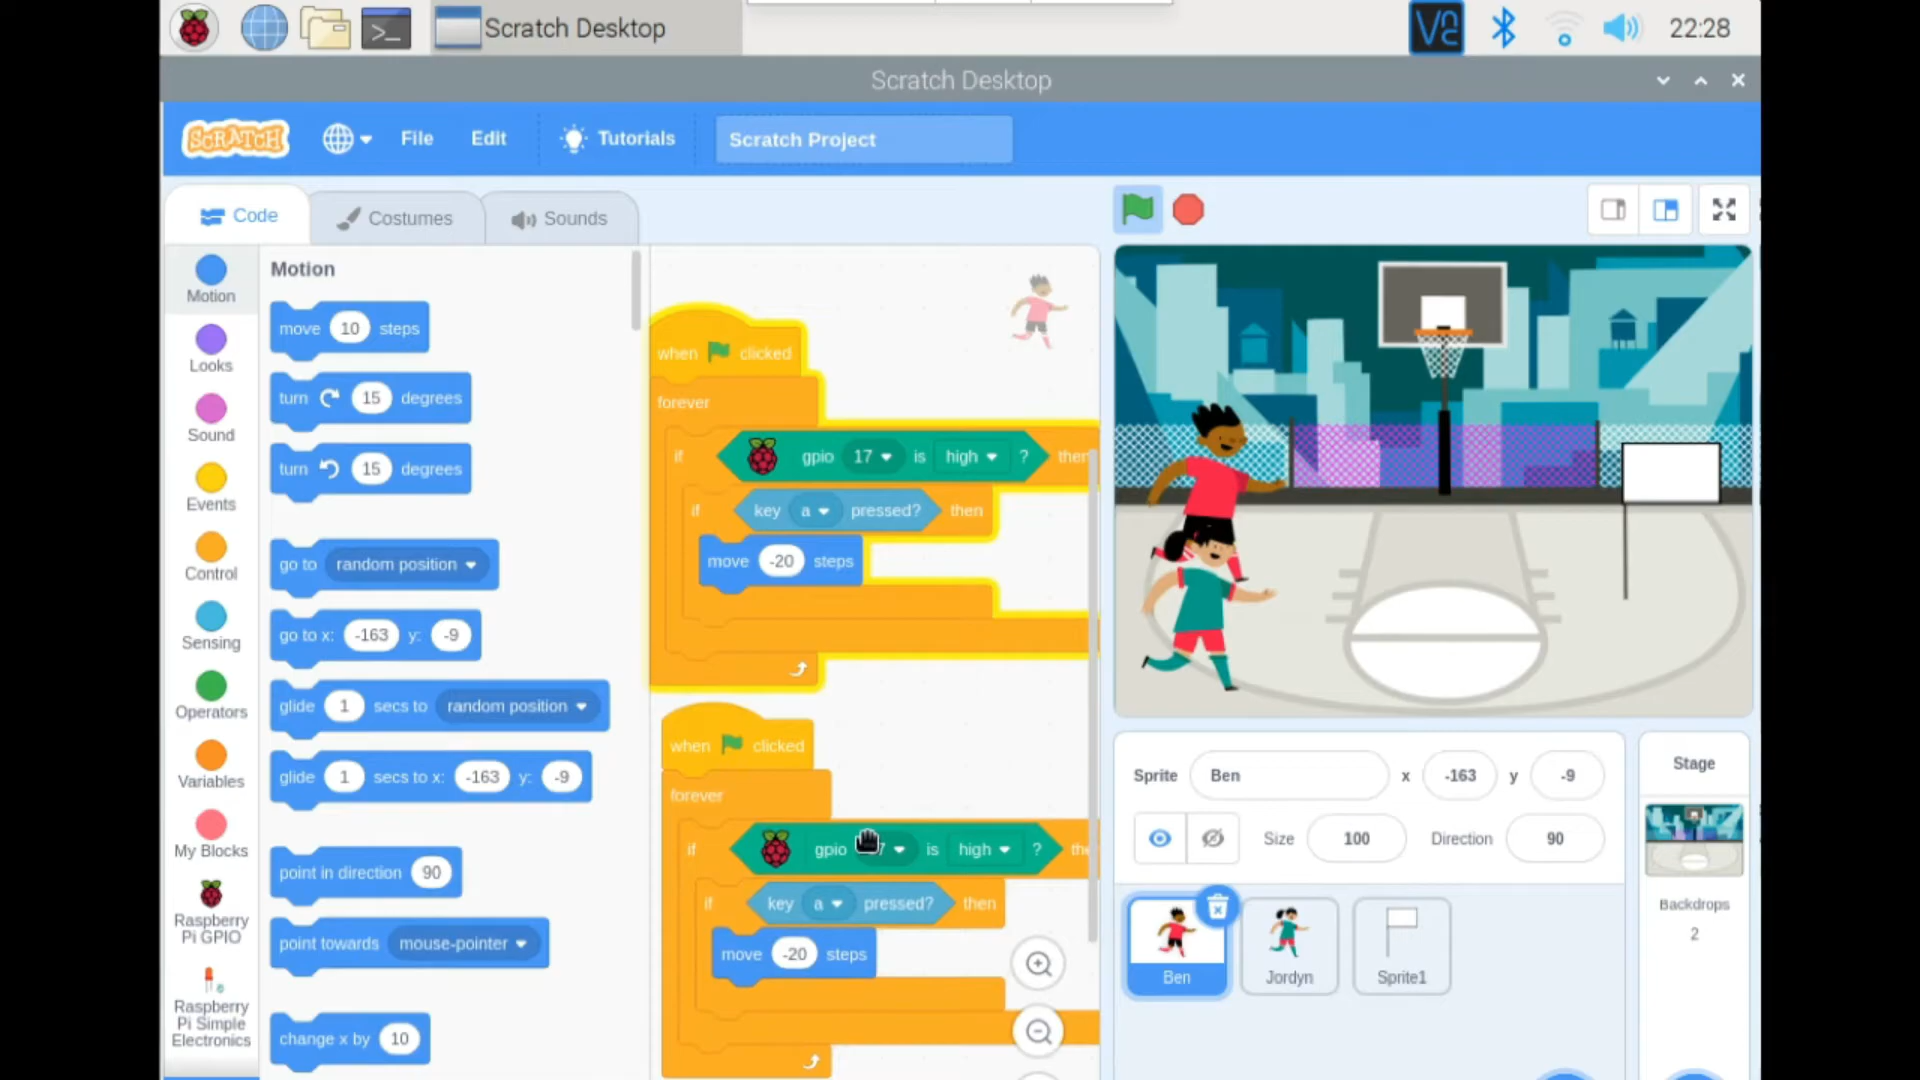 Scratch Desktop
22:28
Scratch Desktop
SCRATCH
File
Edit
Tutorials
Scratch Project
Code
Costumes
Sounds
Motion
Looks
Sound
Events
Control
Sensing
Operators
Variables
My Blocks
Raspberry
Pi GPIO
Raspberry
Pi Simple
Electronics
Motion
move 10 steps
turn 15 degrees
turn 15 degrees
go to random position
go to x: -163 y: -9
glide 1 secs to random position
glide 1 secs to x: -163 y: -9
point in direction 90
point towards mouse-pointer
change x by 10
when clicked
forever
if gpio 17 is high ? then
if key a pressed? then
move -20 steps
when clicked
forever
if gpio 7 is high ? the
if key a pressed? then
move -20 steps
Sprite Ben x -163 y -9
Size 100 Direction 90
Ben
Jordyn
Sprite1
Stage
Backdrops
2